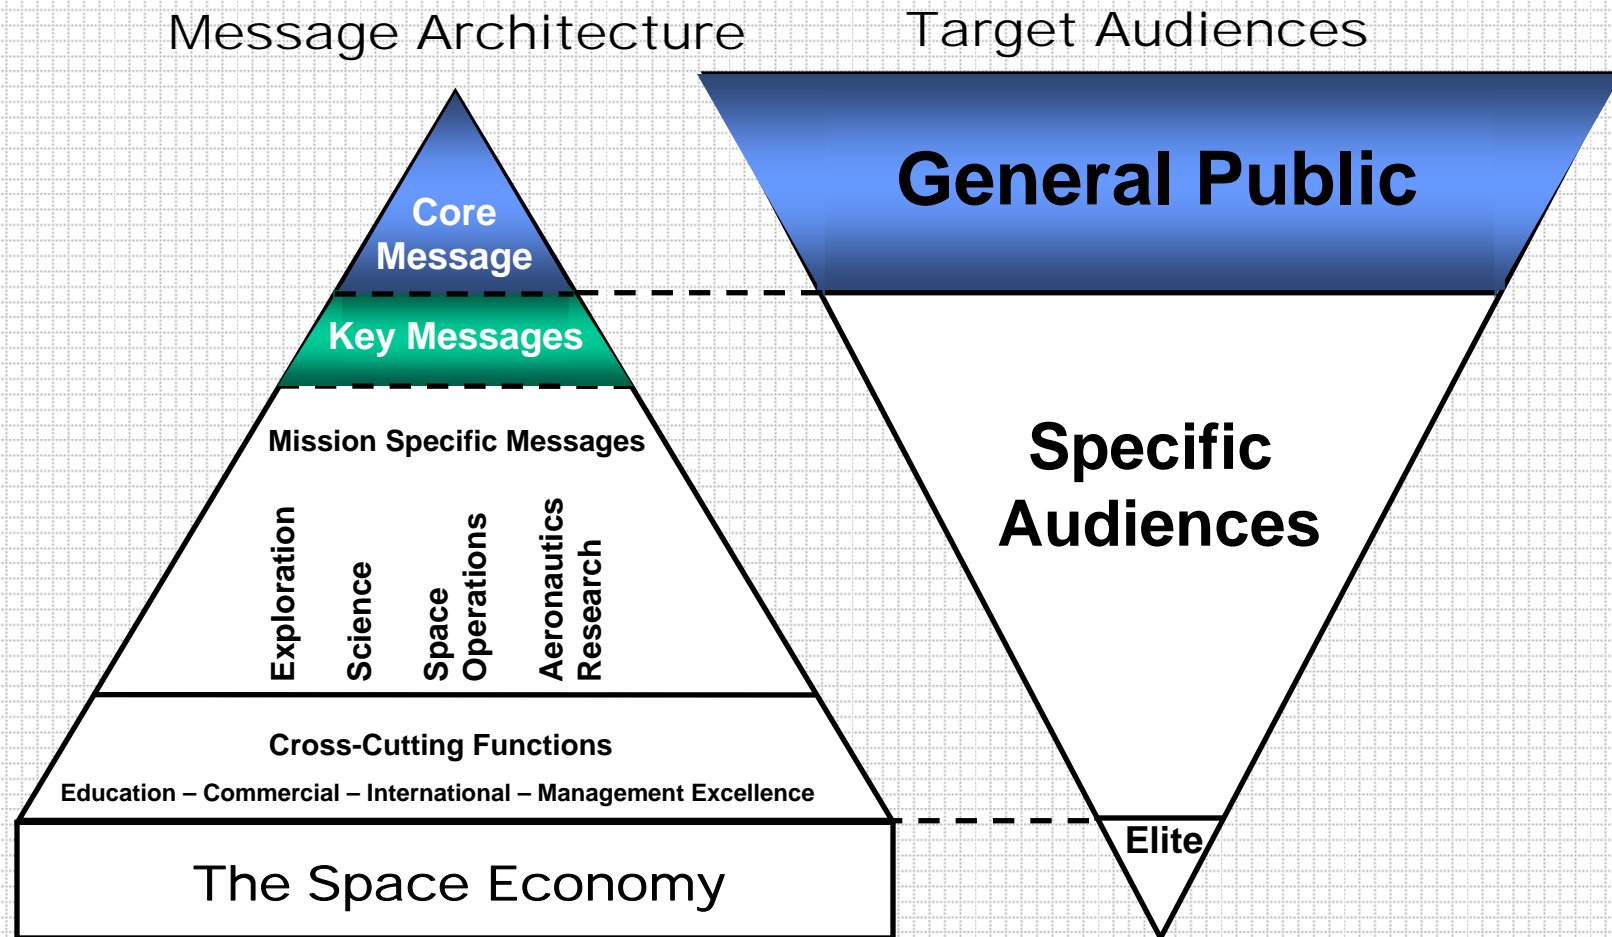 Message Architecture
Target Audiences
Core
Message
Key Messages
Mission Specific Messages
Exploration
Science
Space
Operations
Aeronautics
Research
Cross-Cutting Functions
Education – Commercial – International – Management Excellence
The Space Economy
General Public
Specific
Audiences
Elite